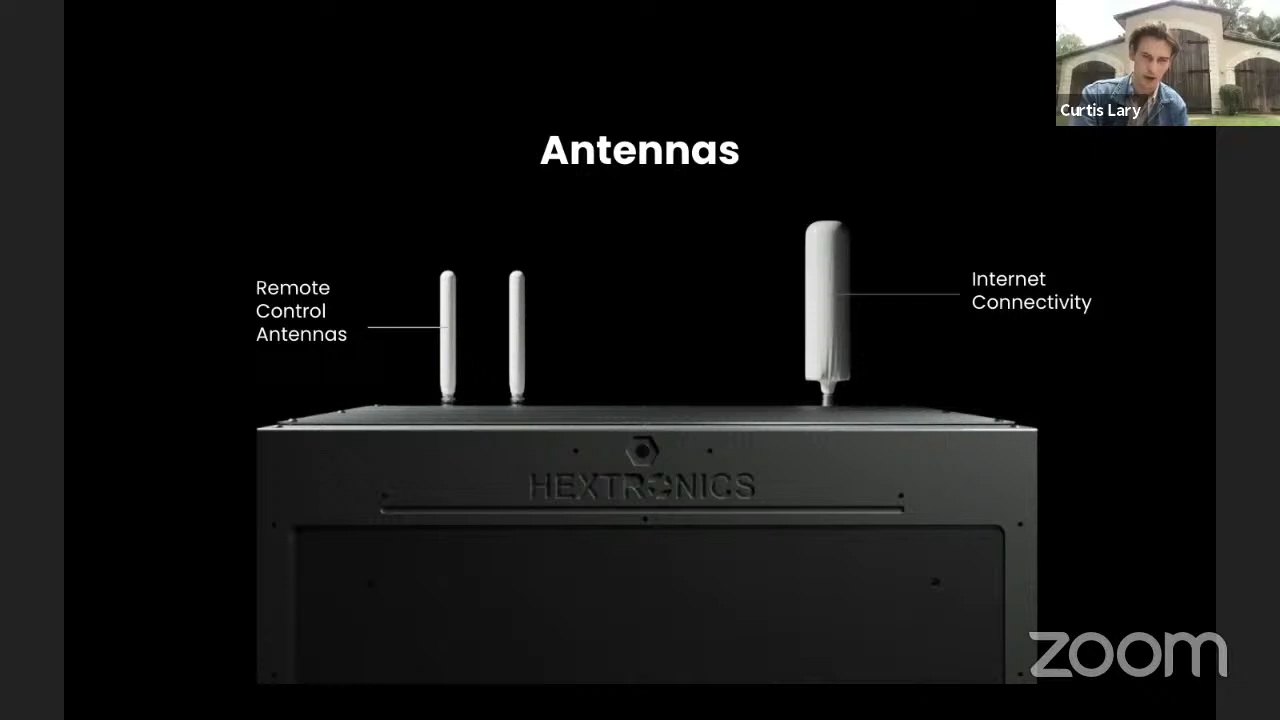 Curtis Lary
Antennas
Remote
Control
Antennas
Internet
Connectivity
HEXTRONICS
zoom